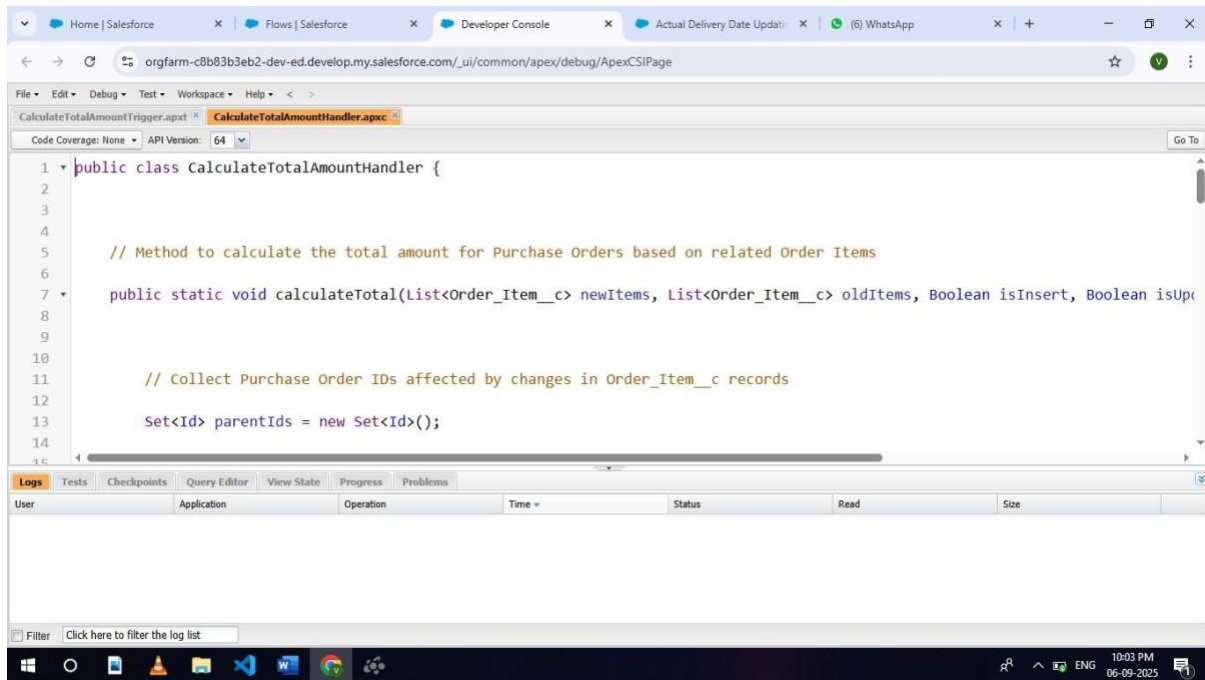 Home | Salesforce
Flows | Salesforce
Developer Console
Actual Delivery Date Updatin
(6) WhatsApp
orgfarm-c8b83b3eb2-dev-ed.develop.my.salesforce.com/_ui/common/apex/debug/ApexCSIPage
V
File Edit Debug Test Workspace Help < >
CalculateTotalAmountTrigger.apxt CalculateTotalAmountHandler.apxc
Code Coverage: None API Version: 64 Go To
1 public class CalculateTotalAmountHandler {
2
3
4
5 // Method to calculate the total amount for Purchase Orders based on related Order Items
6
7 public static void calculateTotal(List<Order_Item__c> newItems, List<Order_Item__c> oldItems, Boolean isInsert, Boolean isUpd
8
9
10
11 // Collect Purchase Order IDs affected by changes in Order_Item__c records
12
13 Set<Id> parentIds = new Set<Id>();
14
15
Logs Tests Checkpoints Query Editor View State Progress Problems
User Application Operation Time Status Read Size
Filter Click here to filter the log list
ENG 10:03 PM
06-09-2025